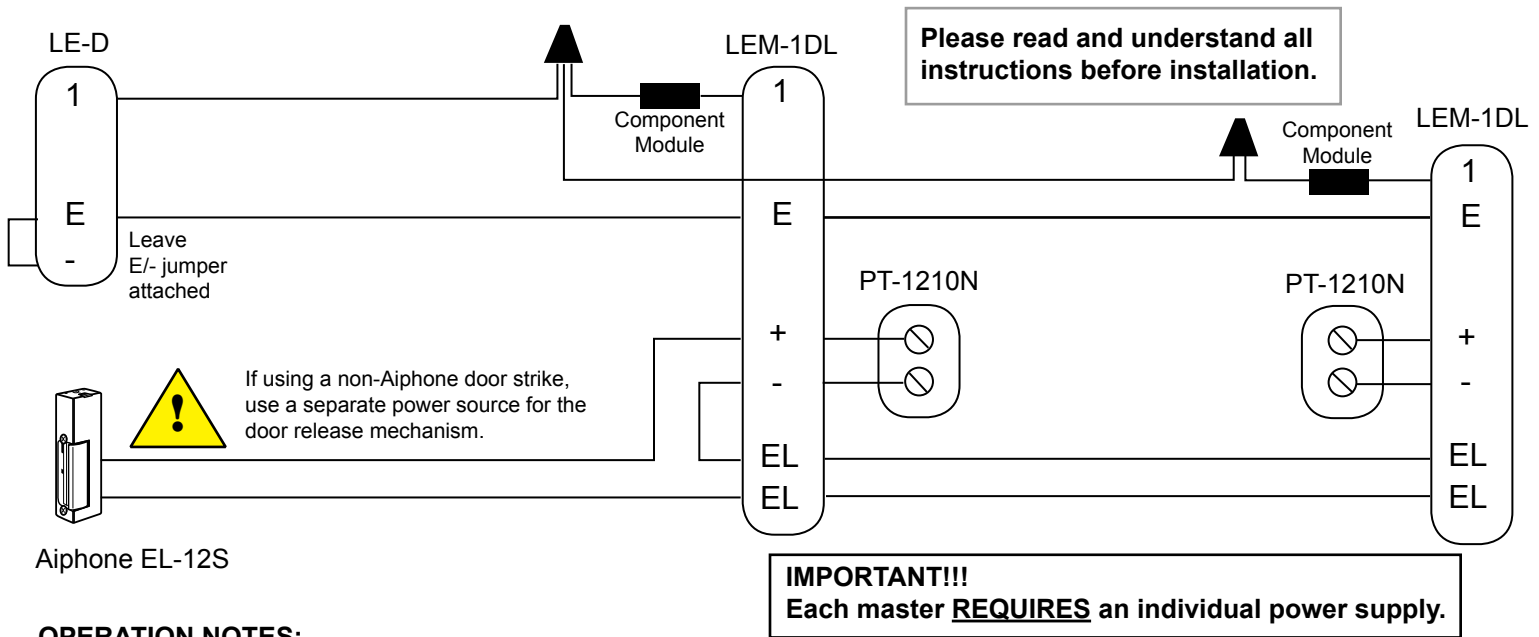 LE-D
1
E
-
Leave
E/- jumper
attached
Component
Module
LEM-1DL
1
E
+
-
EL
EL
Please read and understand all
instructions before installation.
Component
Module
LEM-1DL
1
E
+
-
EL
EL
PT-1210N
PT-1210N
!
If using a non-Aiphone door strike,
use a separate power source for the
door release mechanism.
Aiphone EL-12S
IMPORTANT!!!
Each master REQUIRES an individual power supply.
OPERATION NOTES: